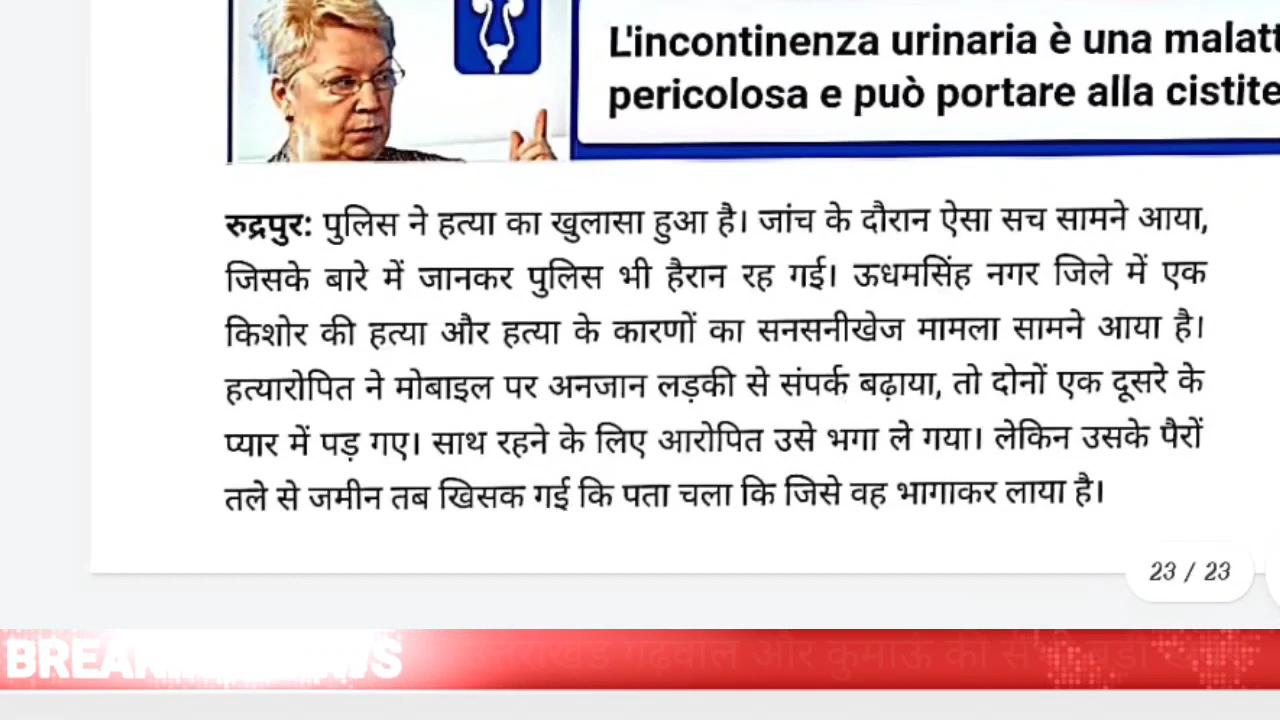 L'incontinenza urinaria è una malatt
pericolosa e può portare alla cistite
रुद्रपुर: पुलिस ने हत्या का खुलासा हुआ है। जांच के दौरान ऐसा सच सामने आया,
जिसके बारे में जानकर पुलिस भी हैरान रह गई। ऊधमसिंह नगर जिले में एक
किशोर की हत्या और हत्या के कारणों का सनसनीखेज मामला सामने आया है।
हत्यारोपित ने मोबाइल पर अनजान लड़की से संपर्क बढ़ाया, तो दोनों एक दूसरे के
प्यार में पड़ गए। साथ रहने के लिए आरोपित उसे भगा ले गया। लेकिन उसके पैरों
तले से जमीन तब खिसक गई कि पता चला कि जिसे वह भागाकर लाया है।
23 / 23
गढ़वाल और कुमाऊं की